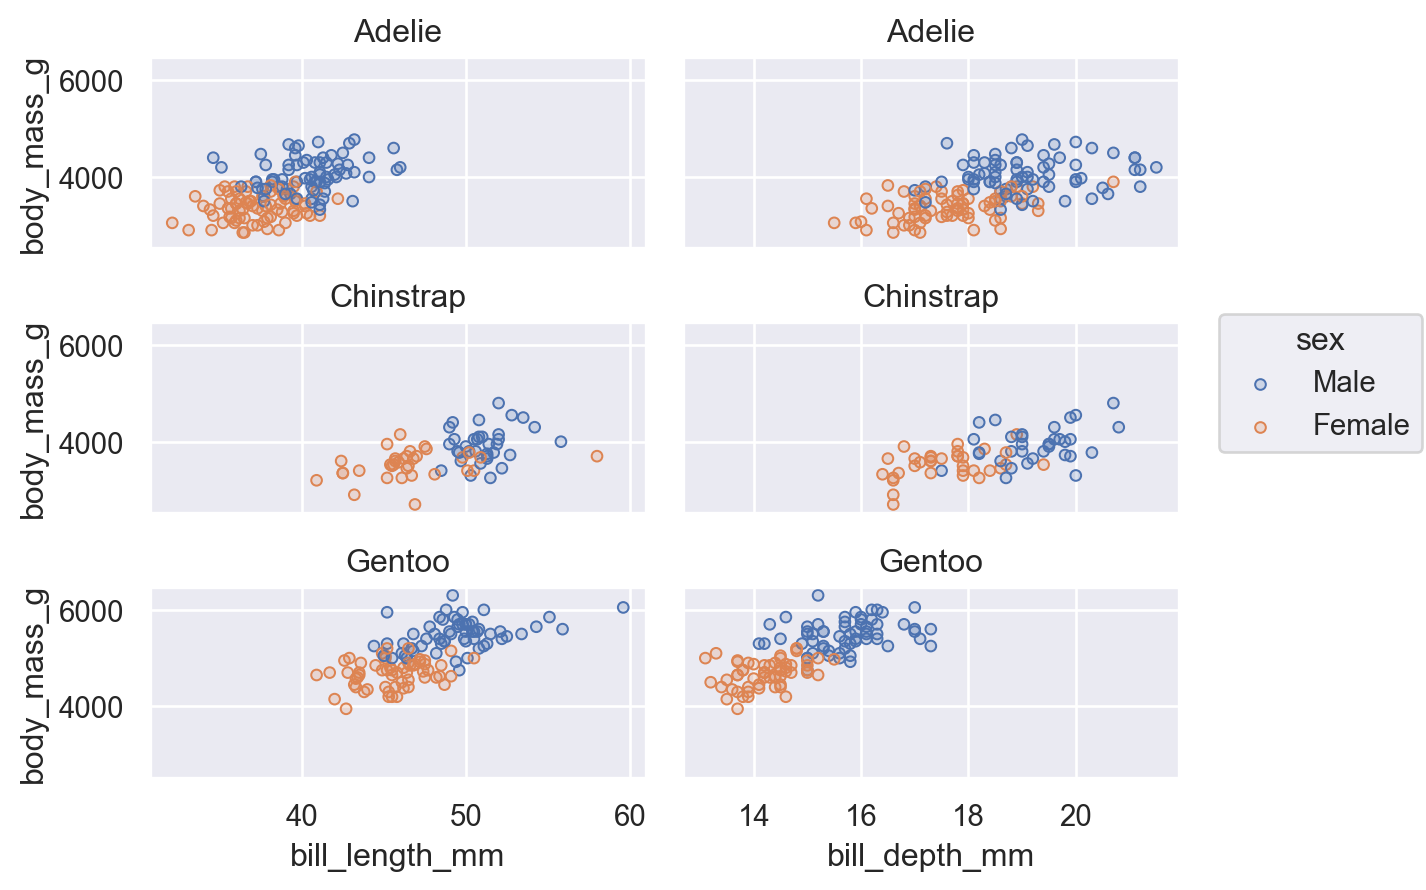 Adelie
Adelie
body_mass_g
6000
4000
Chinstrap
Chinstrap
body_mass_g
6000
4000
sex
Male
Female
Gentoo
Gentoo
body_mass_g
6000
4000
40 50 60
14 16 18 20
bill_length_mm
bill_depth_mm